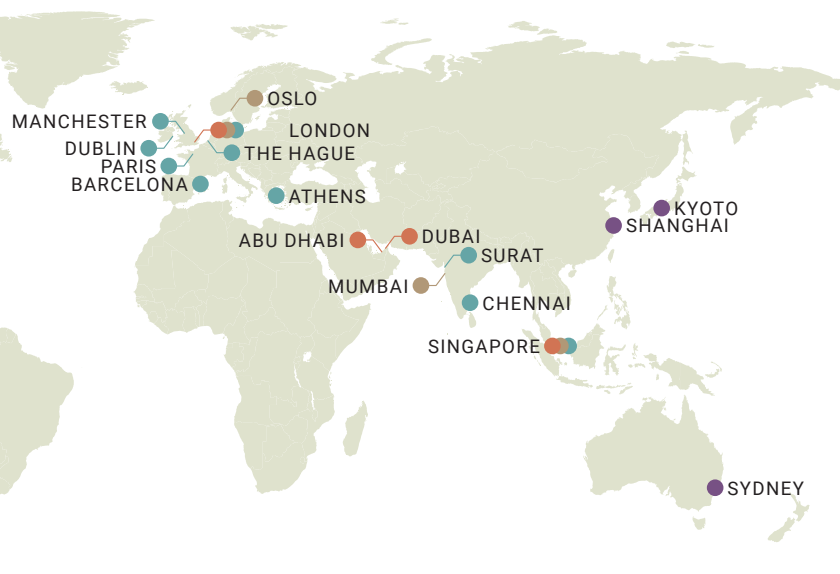 OSLO
MANCHESTER
LONDON
DUBLIN
THE HAGUE
PARIS
BARCELONA
ATHENS
KYOTO
SHANGHAI
ABU DHABI
DUBAI
SURAT
MUMBAI
CHENNAI
SINGAPORE
SYDNEY